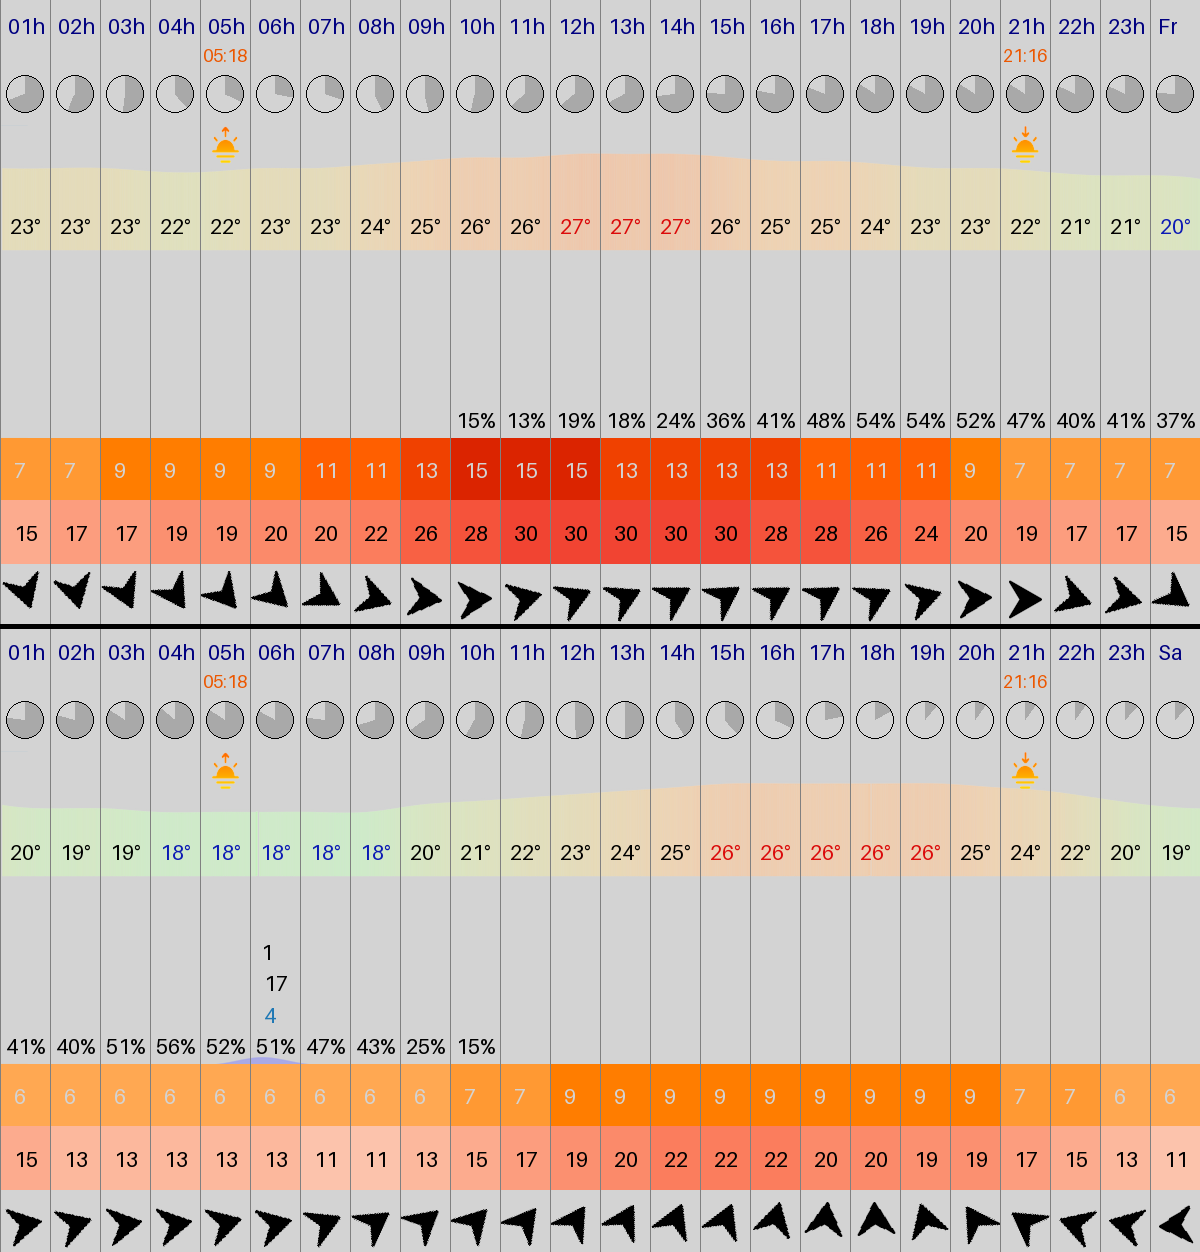 01h 02h 03h 04h 05h 06h 07h 08h 09h 10h 11h 12h 13h 14h 15h 16h 17h 18h 19h 20h 21h 22h 23h Fr
05:18 21:16
23° 23° 23° 22° 22° 23° 23° 24° 25° 26° 26° 27° 27° 27° 26° 25° 25° 24° 23° 23° 22° 21° 21° 20°
15% 13% 19% 18% 24% 36% 41% 48% 54% 54% 52% 47% 40% 41% 37%
7 7 9 9 9 9 11 11 13 15 15 15 13 13 13 13 11 11 11 9 7 7 7 7
15 17 17 19 19 20 20 22 26 28 30 30 30 30 30 28 28 26 24 20 19 17 17 15
01h 02h 03h 04h 05h 06h 07h 08h 09h 10h 11h 12h 13h 14h 15h 16h 17h 18h 19h 20h 21h 22h 23h Sa
05:18 21:16
20° 19° 19° 18° 18° 18° 18° 18° 20° 21° 22° 23° 24° 25° 26° 26° 26° 26° 26° 25° 24° 22° 20° 19°
1
17
4
41% 40% 51% 56% 52% 51% 47% 43% 25% 15%
6 6 6 6 6 6 6 6 6 7 7 9 9 9 9 9 9 9 9 9 7 7 6 6
15 13 13 13 13 13 11 11 13 15 17 19 20 22 22 22 20 20 19 19 17 15 13 11